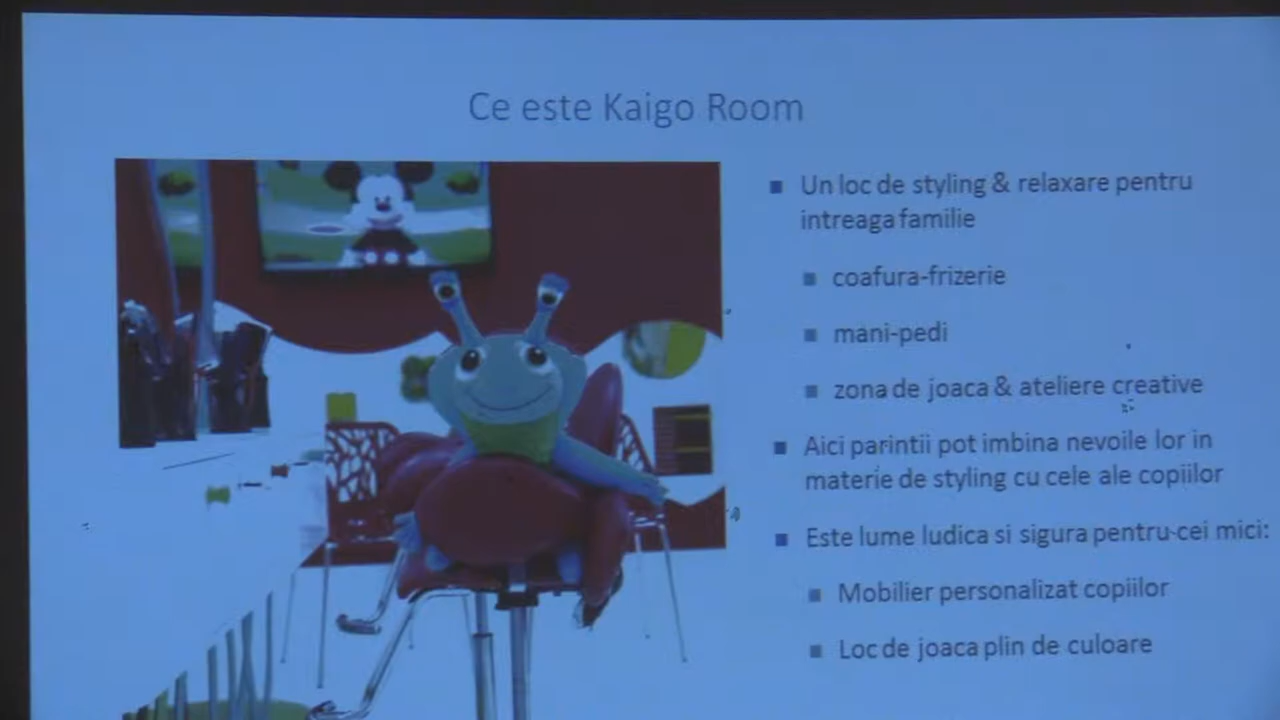 Ce este Kaigo Room
Un loc de styling & relaxare pentru
intreaga familie
coafura-frizerie
mani-pedi
zona de joaca & ateliere creative
Aici parintii pot imbina nevoile lor in
materie de styling cu cele ale copiilor
Este lume ludica si sigura pentru cei mici:
Mobilier personalizat copiilor
Loc de joaca plin de culoare